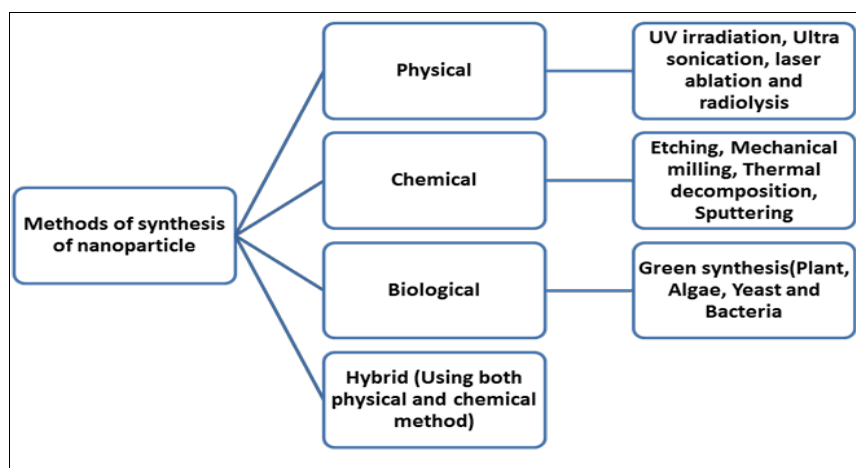 Methods of synthesis
of nanoparticle
Physical
UV irradiation, Ultra
sonication, laser
ablation and
radiolysis
Chemical
Etching, Mechanical
milling, Thermal
decomposition,
Sputtering
Biological
Green synthesis(Plant,
Algae, Yeast and
Bacteria
Hybrid (Using both
physical and chemical
method)